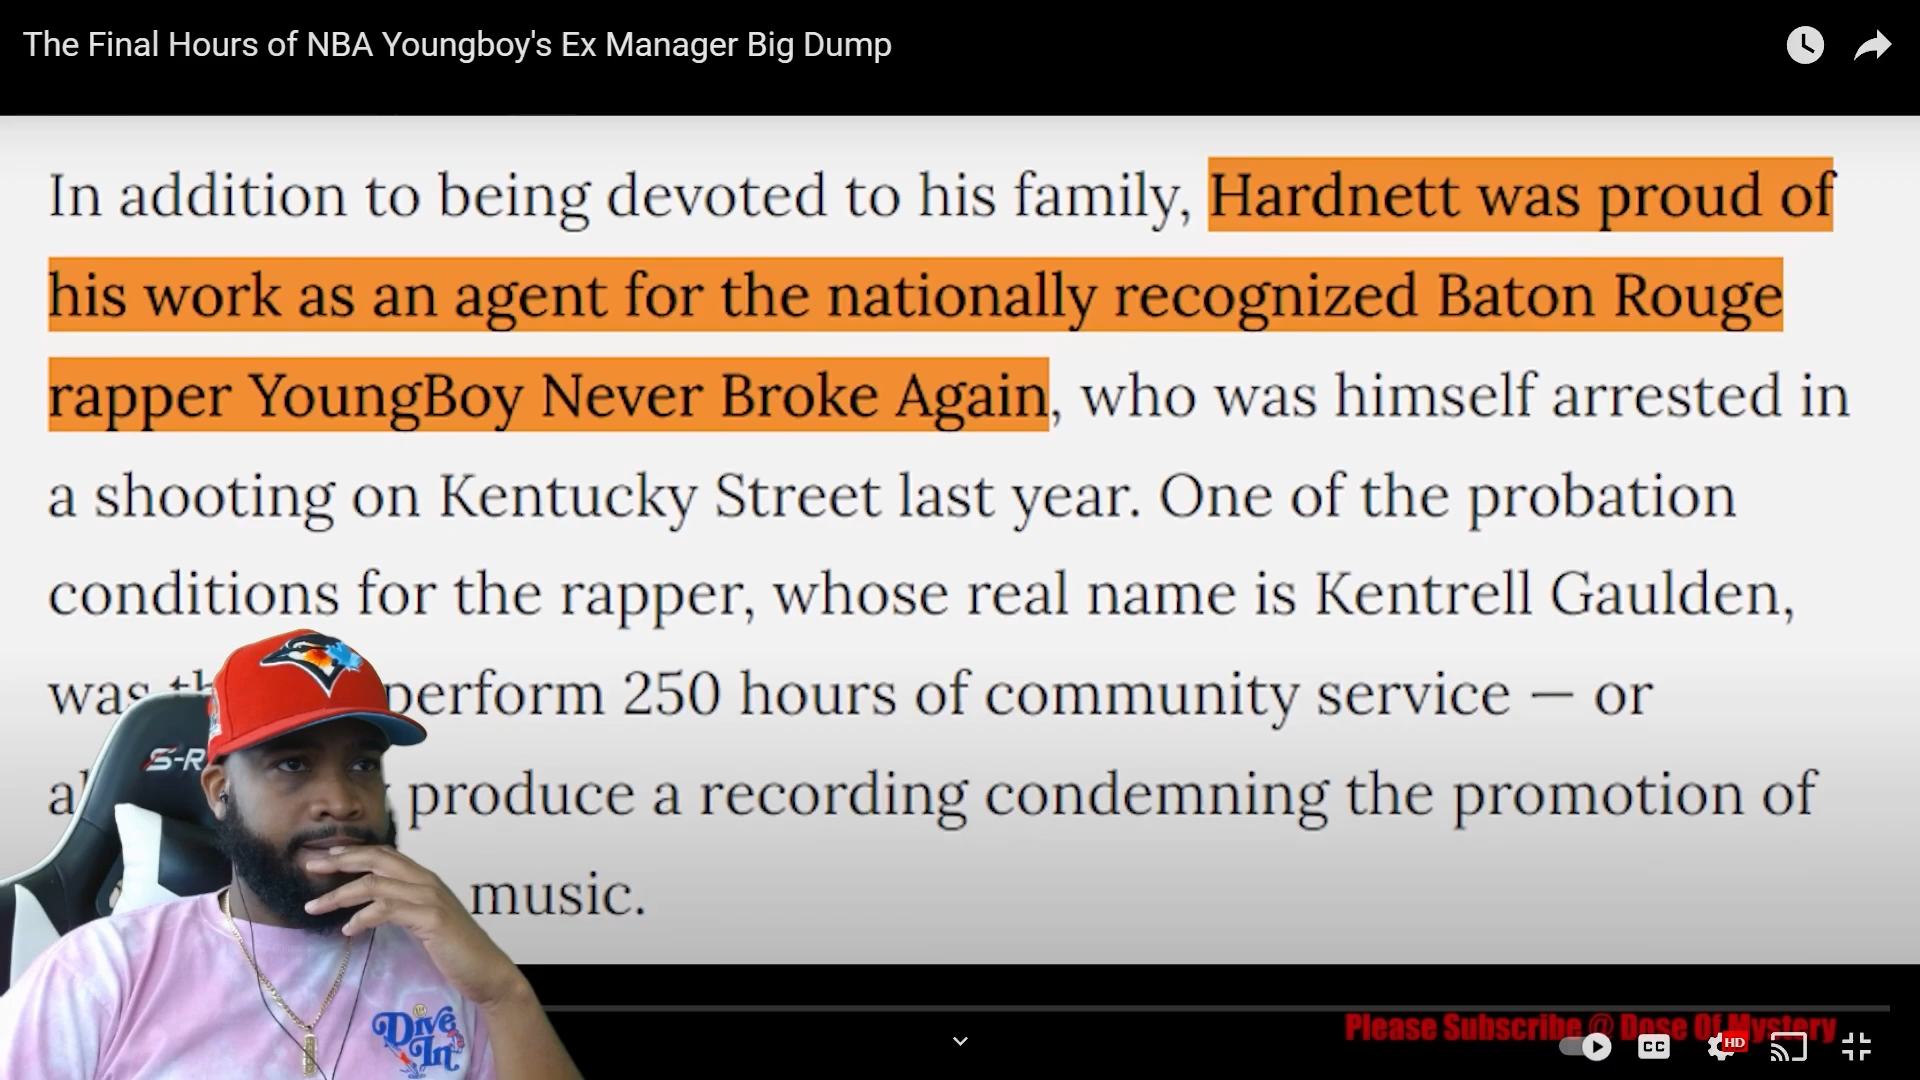 The Final Hours of NBA Youngboy's Ex Manager Big Dump
In addition to being devoted to his family, Hardnett was proud of
his work as an agent for the nationally recognized Baton Rouge
rapper YoungBoy Never Broke Again, who was himself arrested in
a shooting on Kentucky Street last year. One of the probation
conditions for the rapper, whose real name is Kentrell Gaulden,
was perform 250 hours of community service — or
produce a recording condemning the promotion of
music.
S-R
Dive
In
Please Subscribe @ Dose Of Mystery
CC
HD